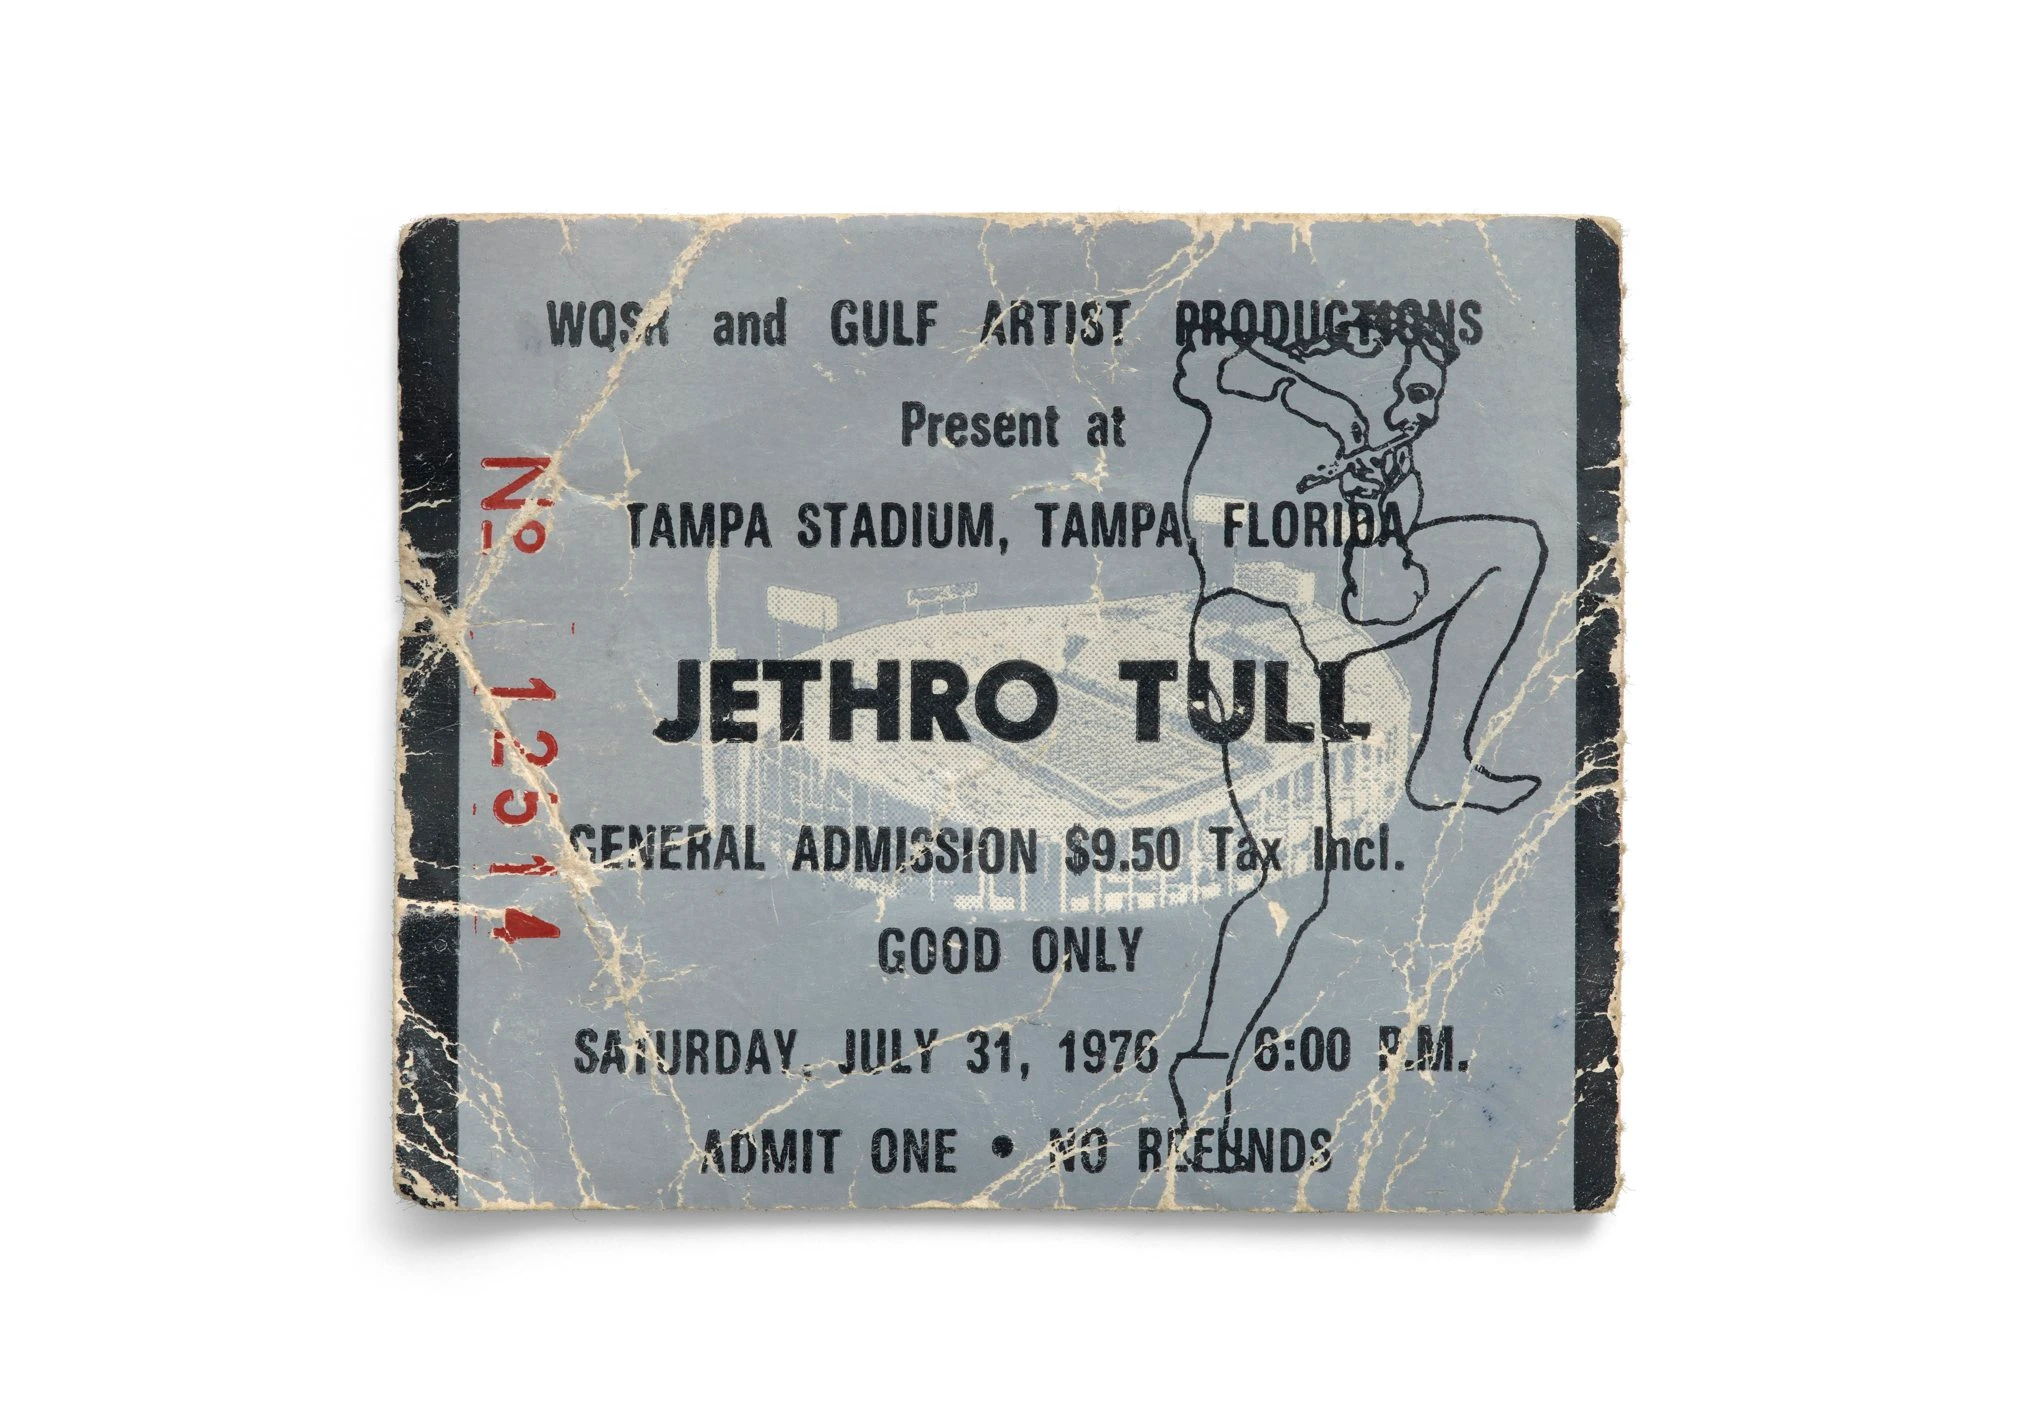 WQSR and GULF ARTIST PRODUCTIONS
Present at
TAMPA STADIUM, TAMPA, FLORIDA
JETHRO TULL
GENERAL ADMISSION $9.50 Tax Incl.
GOOD ONLY
SATURDAY, JULY 31, 1976 — 6:00 P.M.
ADMIT ONE • NO REFUNDS
Nº 12514